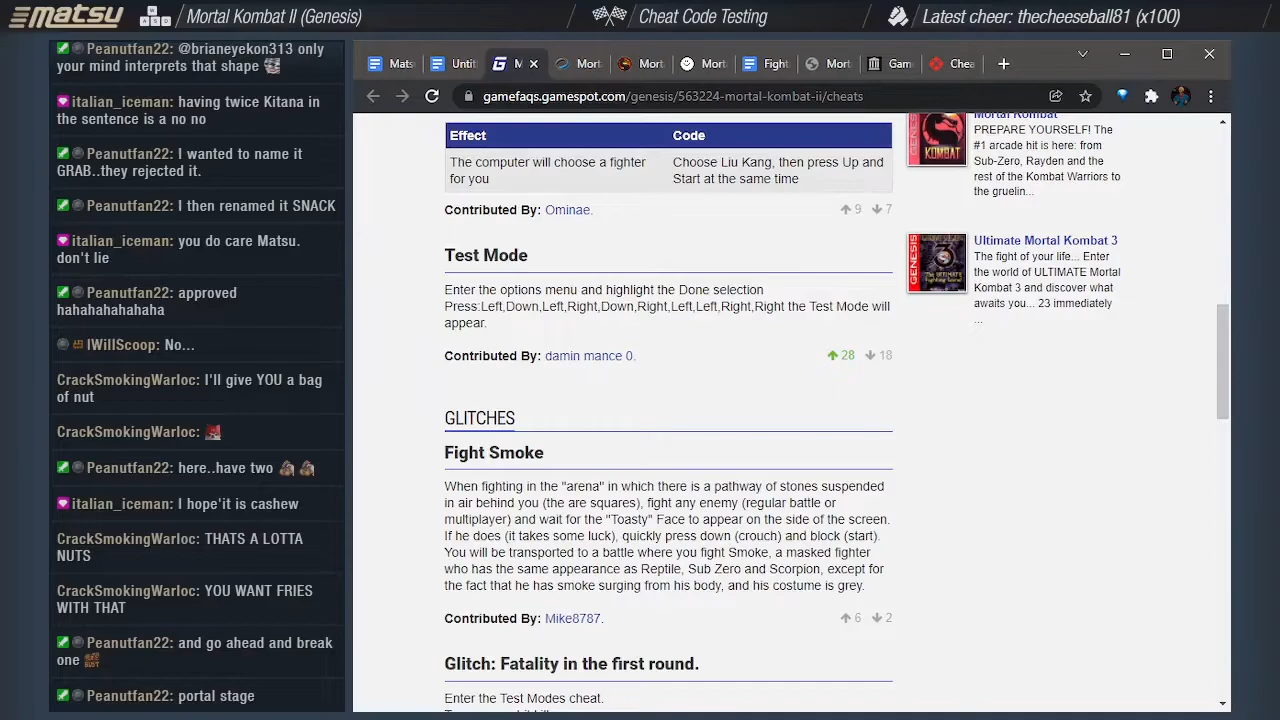 MATSU
W
A S D
Mortal Kombat II (Genesis)
Cheat Code Testing
Latest cheer: thecheeseball81 (x100)
Peanutfan22: @brianeyekon313 only
your mind interprets that shape
italian_iceman: having twice Kitana in
the sentence is a no no
Peanutfan22: I wanted to name it
GRAB..they rejected it.
Peanutfan22: I then renamed it SNACK
italian_iceman: you do care Matsu.
don't lie
Peanutfan22: approved
hahahahahahaha
IWillScoop: No...
CrackSmokingWarloc: I'll give YOU a bag
of nut
CrackSmokingWarloc:
Peanutfan22: here..have two
italian_iceman: I hope'it is cashew
CrackSmokingWarloc: THATS A LOTTA
NUTS
CrackSmokingWarloc: YOU WANT FRIES
WITH THAT
Peanutfan22: and go ahead and break
one
Peanutfan22: portal stage
Mats
Untit
M
Mort
Mort
Mort
Fight
Mort
Gam
Chea
gamefaqs.gamespot.com/genesis/563224-mortal-kombat-ii/cheats
Effect Code
The computer will choose a fighter
for you
Choose Liu Kang, then press Up and
Start at the same time
Contributed By: Ominae.
9 7
Test Mode
Enter the options menu and highlight the Done selection
Press:Left,Down,Left,Right,Down,Right,Left,Left,Right,Right the Test Mode will
appear.
Contributed By: damin mance 0.
28 18
GLITCHES
Fight Smoke
When fighting in the "arena" in which there is a pathway of stones suspended
in air behind you (the are squares), fight any enemy (regular battle or
multiplayer) and wait for the "Toasty" Face to appear on the side of the screen.
If he does (it takes some luck), quickly press down (crouch) and block (start).
You will be transported to a battle where you fight Smoke, a masked fighter
who has the same appearance as Reptile, Sub Zero and Scorpion, except for
the fact that he has smoke surging from his body, and his costume is grey.
Contributed By: Mike8787.
6 2
Glitch: Fatality in the first round.
Enter the Test Modes cheat.
Mortal Kombat
PREPARE YOURSELF! The
#1 arcade hit is here: from
Sub-Zero, Rayden and the
rest of the Kombat Warriors to
the gruelin...
KOMBAT
Ultimate Mortal Kombat 3
The fight of your life... Enter
the world of ULTIMATE Mortal
Kombat 3 and discover what
awaits you... 23 immediately
...
GENESIS